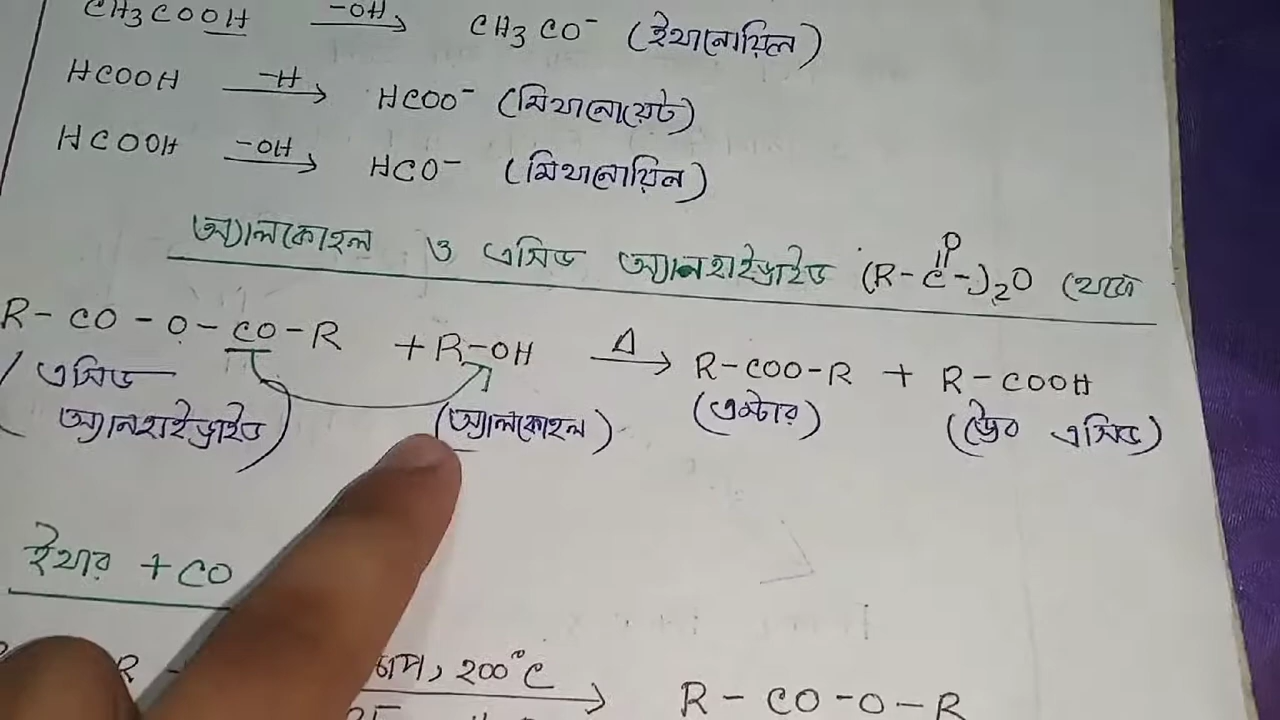 CH3COOH -OH→ CH3CO⁻ (ইথানোয়িল)
HCOOH -H→ HCOO⁻ (মিথানোয়েট)
HCOOH -OH→ HCO⁻ (মিথানোয়িল)
অ্যালকোহল ও এসিড অ্যানহাইড্রাইড (R-C(=O)-)₂O থেকে
R-CO-O-CO-R + R-OH Δ→ R-COO-R + R-COOH
(এসিড অ্যানহাইড্রাইড) (অ্যালকোহল) (এস্টার) (জৈব এসিড)
ইথার + CO
R
চাপ, 200°C
R-CO-O-R